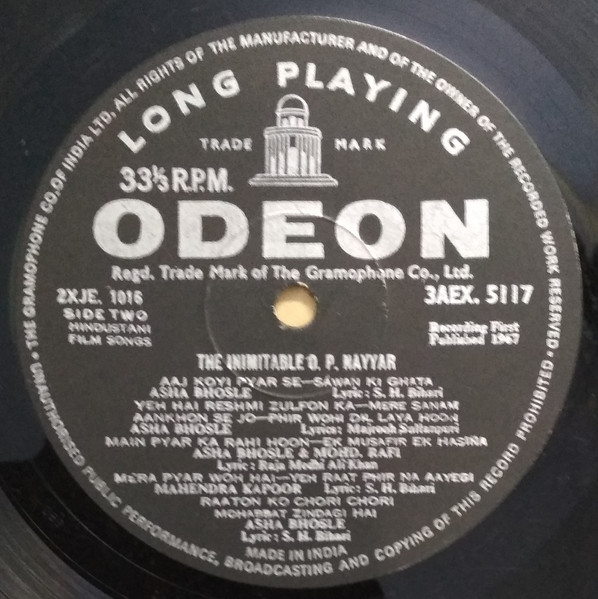 THE GRAMOPHONE CO. OF INDIA LTD. ALL RIGHTS OF THE MANUFACTURER AND OF THE OWNER OF THE RECORDED WORK RESERVED • UNAUTHORISED PUBLIC PERFORMANCE, BROADCASTING AND COPYING OF THIS RECORD PROHIBITED •
LONG PLAYING
TRADE MARK
33⅓ R.P.M.
ODEON
Regd. Trade Mark of The Gramophone Co., Ltd.
2XJE. 1016 3AEX. 5117
SIDE TWO
HINDUSTANI Recording First
FILM SONGS Published 1967
THE INIMITABLE O. P. NAYYAR
AAJ KOYI PYAR SE—SAWAN KI GHATA
ASHA BHOSLE Lyric: S. H. Bihari
YEH HAI RESHMI ZULFON KA—MERE SANAM
AANKHON SE JO—PHIR WOHI DIL LAYA HOON
ASHA BHOSLE Lyrics: Majrooh Sultanpuri
MAIN PYAR KA RAHI HOON—EK MUSAFIR EK HASINA
ASHA BHOSLE & MOHD. RAFI
Lyric: Raja Medhi Ali Khan
MERA PYAR WOH HAI—YEH RAAT PHIR NA AAYEGI
MAHENDRA KAPOOR Lyric: S. H. Bihari
RAATON KO CHORI CHORI
MOHABBAT ZINDAGI HAI
ASHA BHOSLE
Lyric: S. H. Bihari
MADE IN INDIA